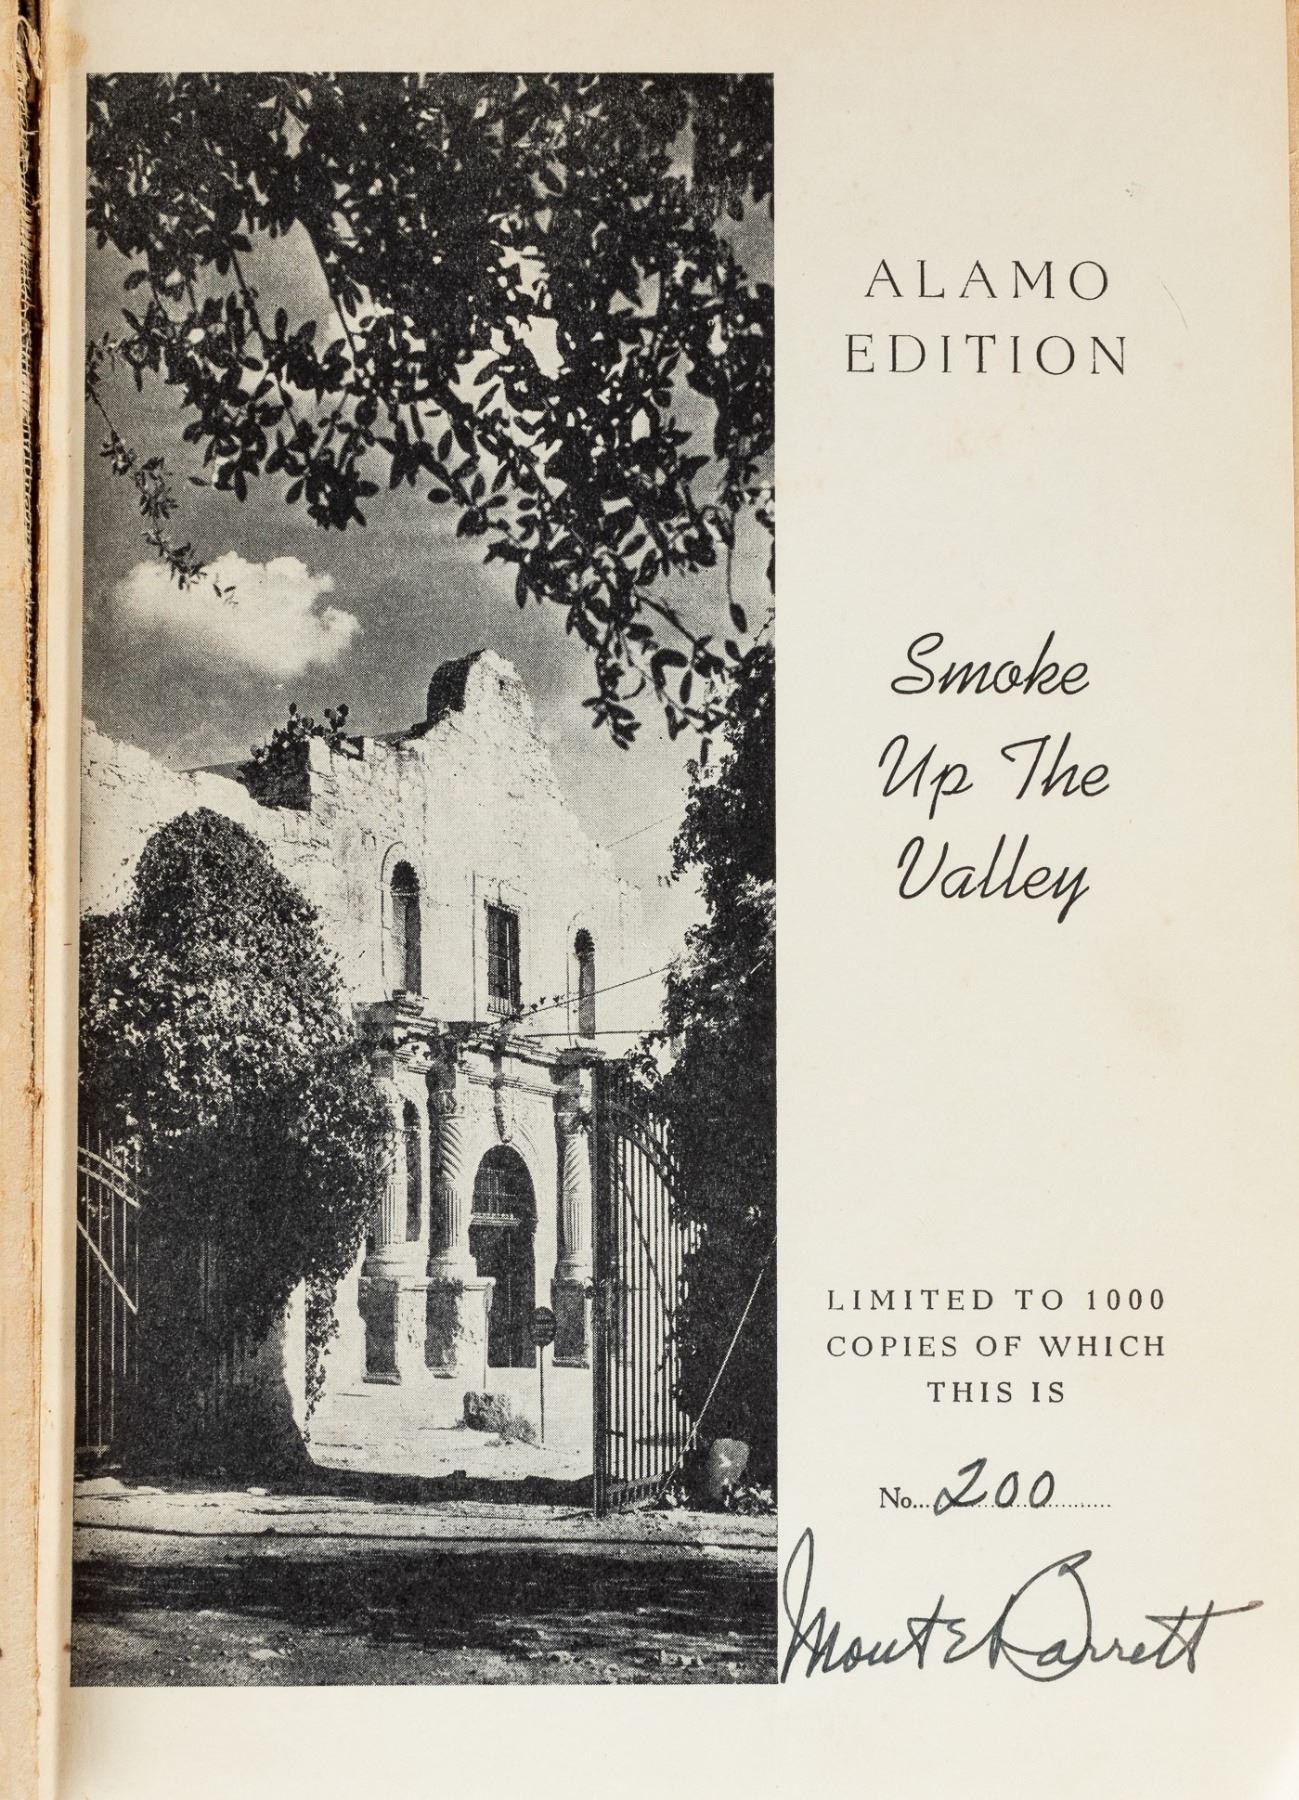 ALAMO
EDITION
Smoke
Up The
Valley
LIMITED TO 1000
COPIES OF WHICH
THIS IS
No... 200
Monte Barrett